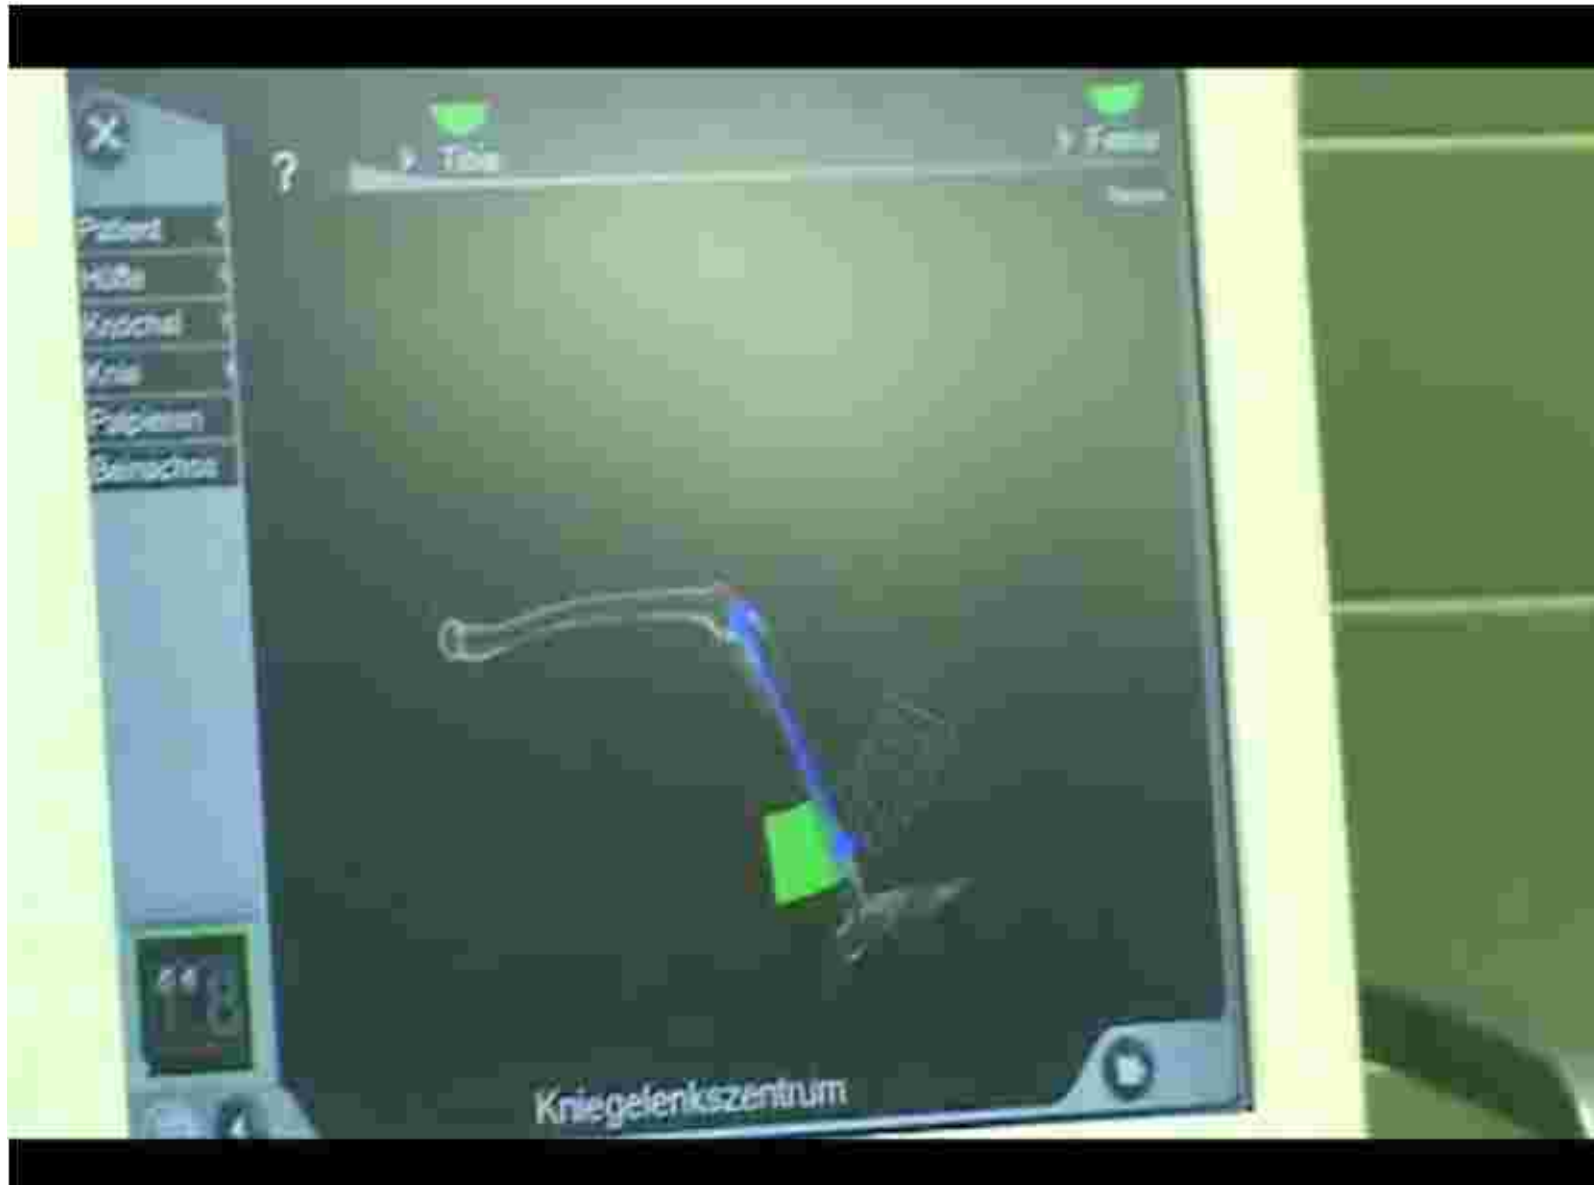 ?
Tibia
Femur
Patient
Hüfte
Knöchel
Knie
Palpieren
Beinachse
Kniegelenkszentrum